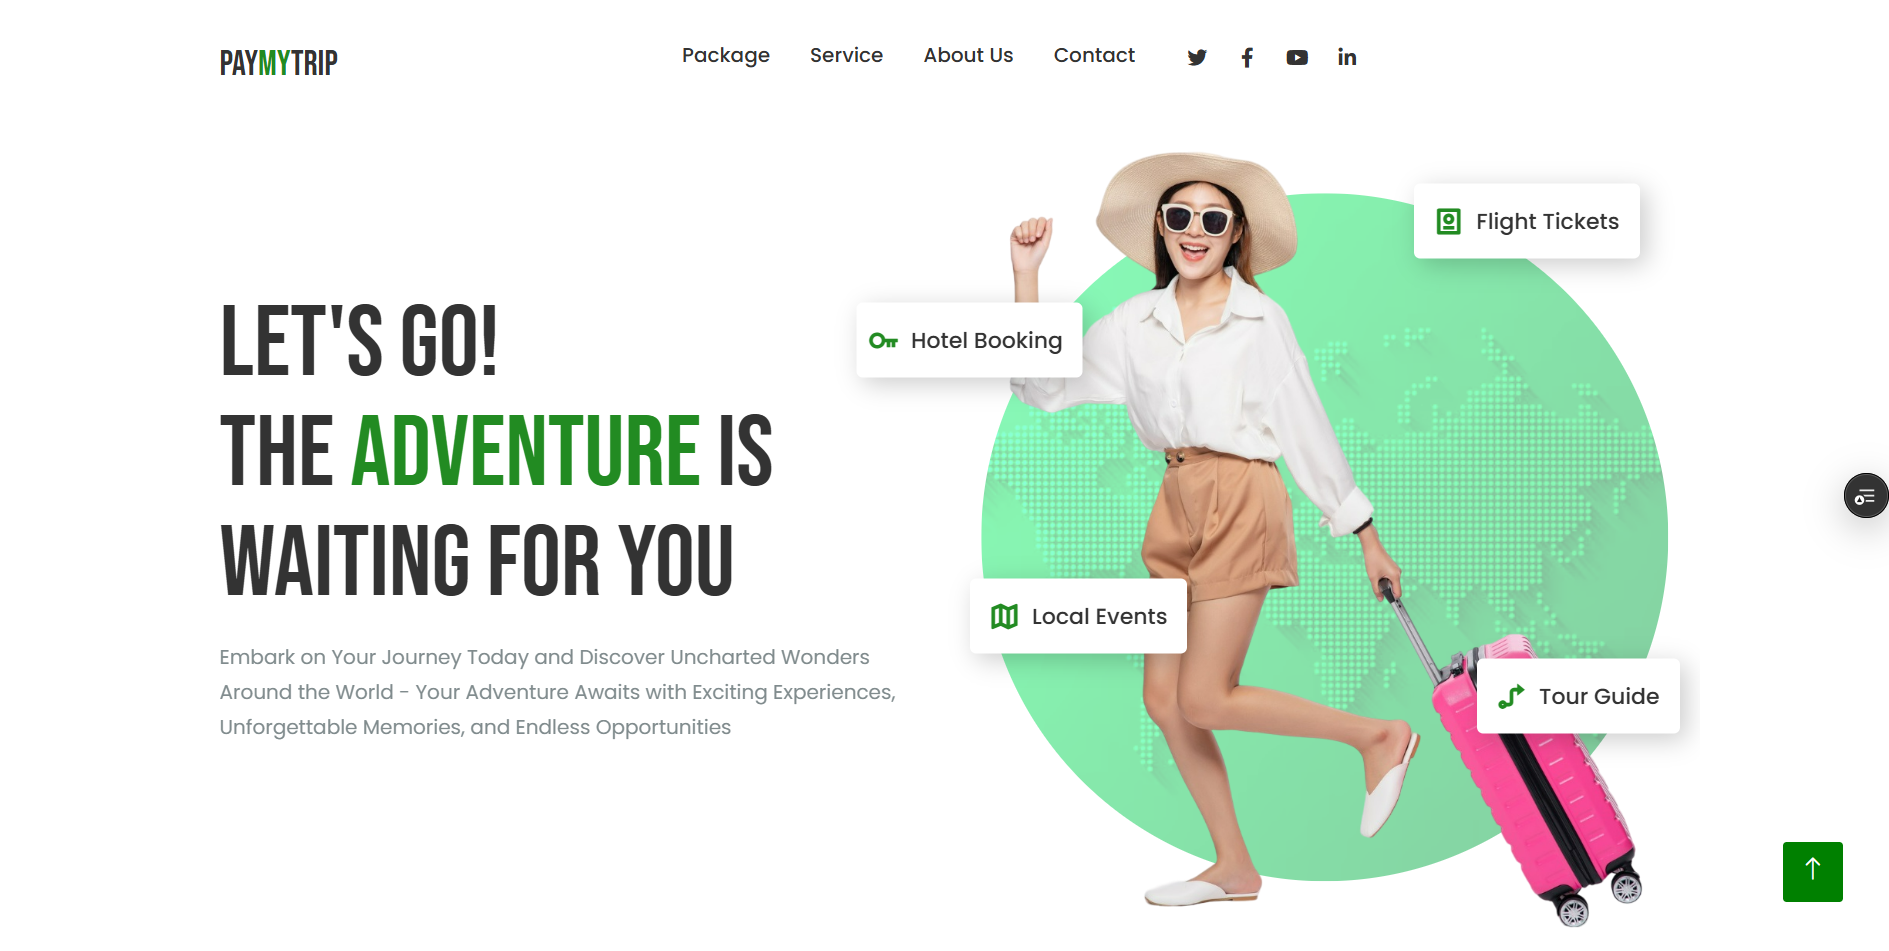 PAYMYTRIP
Package Service About Us Contact
Flight Tickets
Hotel Booking
LET'S GO!
THE ADVENTURE IS
WAITING FOR YOU
Local Events
Embark on Your Journey Today and Discover Uncharted Wonders
Around the World - Your Adventure Awaits with Exciting Experiences,
Unforgettable Memories, and Endless Opportunities
Tour Guide